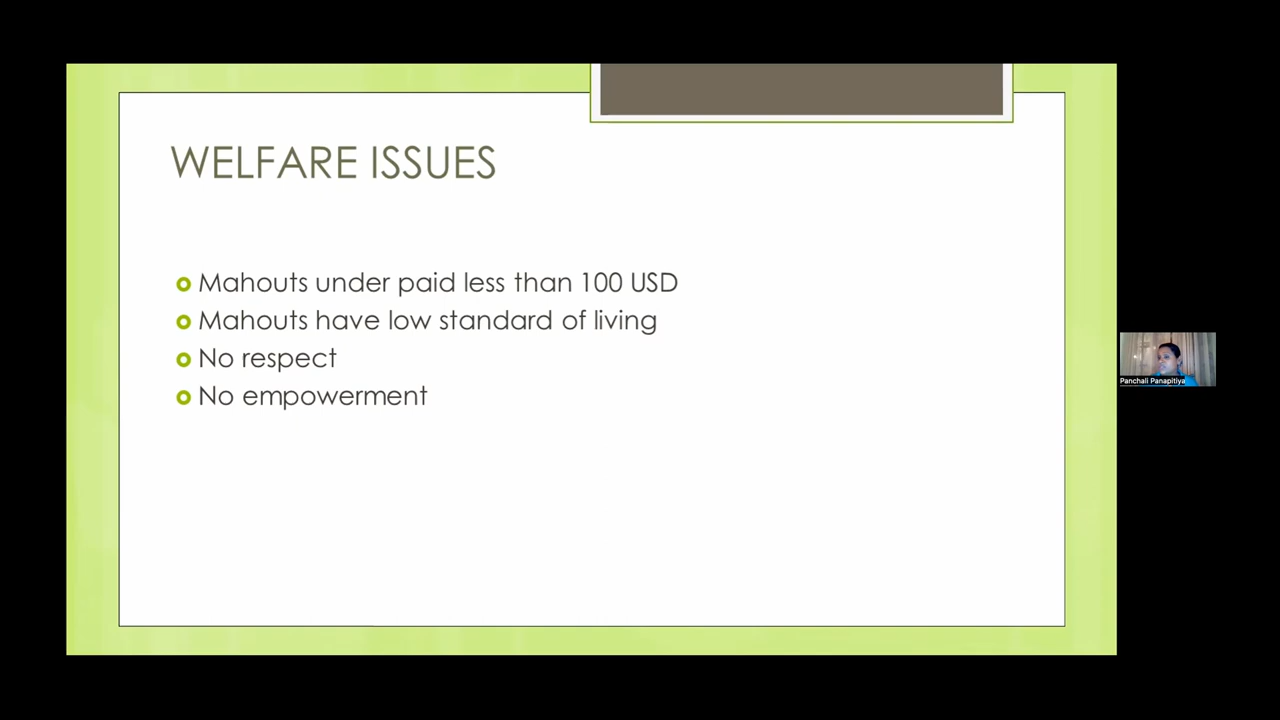 WELFARE ISSUES
Mahouts under paid less than 100 USD
Mahouts have low standard of living
No respect
No empowerment
Panchali Panapitiya